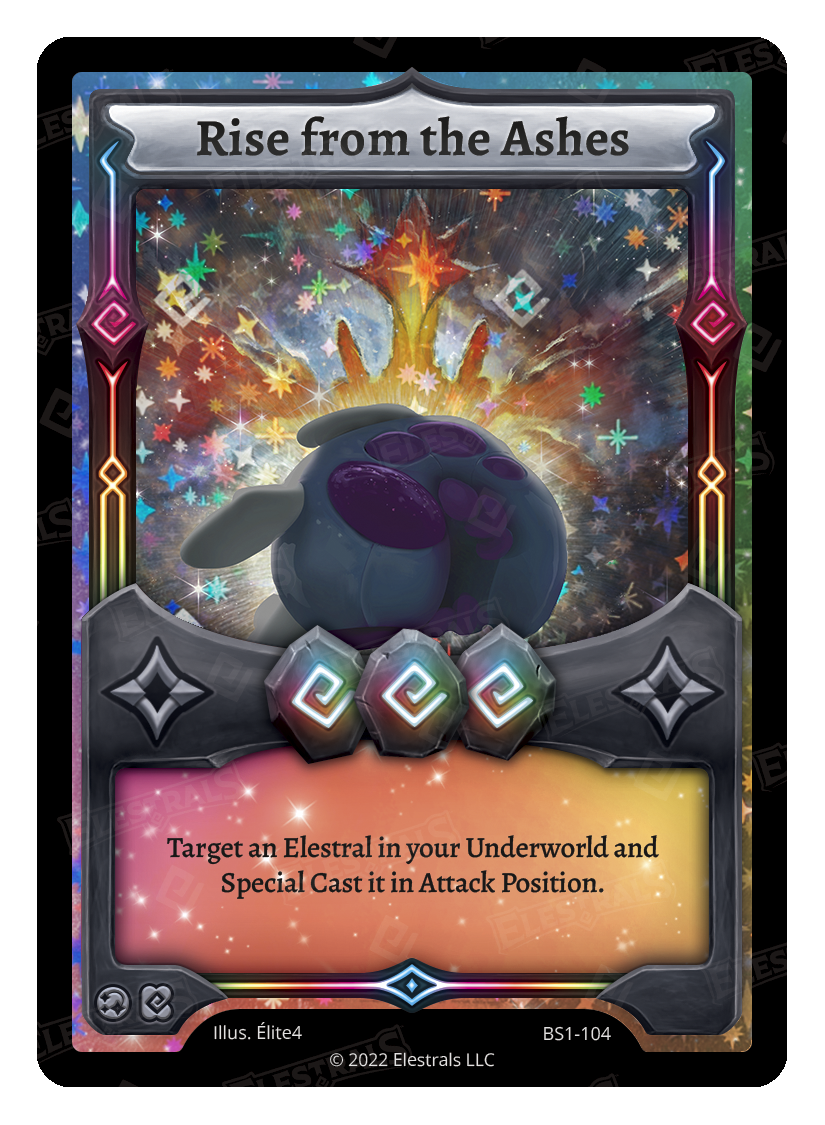 Rise from the Ashes
Target an Elestral in your Underworld and
Special Cast it in Attack Position.
Illus. Élite4
BS1-104
© 2022 Elestrals LLC
ELESTRALS